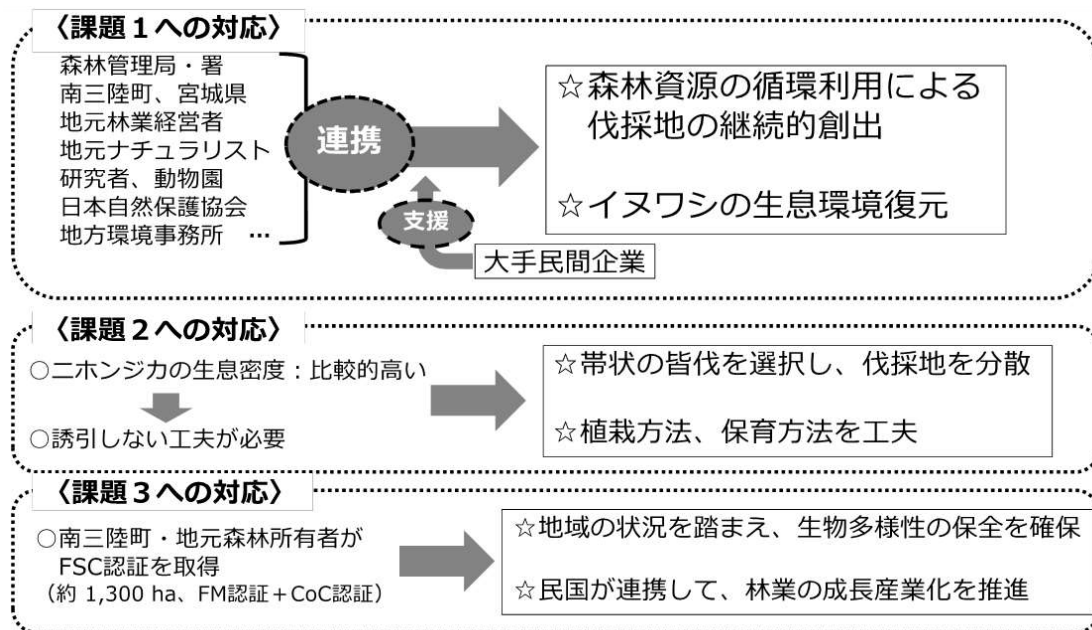 〈課題1への対応〉
森林管理局・署
南三陸町、宮城県
地元林業経営者
地元ナチュラリスト
研究者、動物園
日本自然保護協会
地方環境事務所 …
連携
支援
大手民間企業
☆森林資源の循環利用による
伐採地の継続的創出
☆イヌワシの生息環境復元
〈課題2への対応〉
○ニホンジカの生息密度：比較的高い
○誘引しない工夫が必要
☆帯状の皆伐を選択し、伐採地を分散
☆植栽方法、保育方法を工夫
〈課題3への対応〉
○南三陸町・地元森林所有者が
FSC認証を取得
（約 1,300 ha、FM認証＋CoC認証）
☆地域の状況を踏まえ、生物多様性の保全を確保
☆民国が連携して、林業の成長産業化を推進